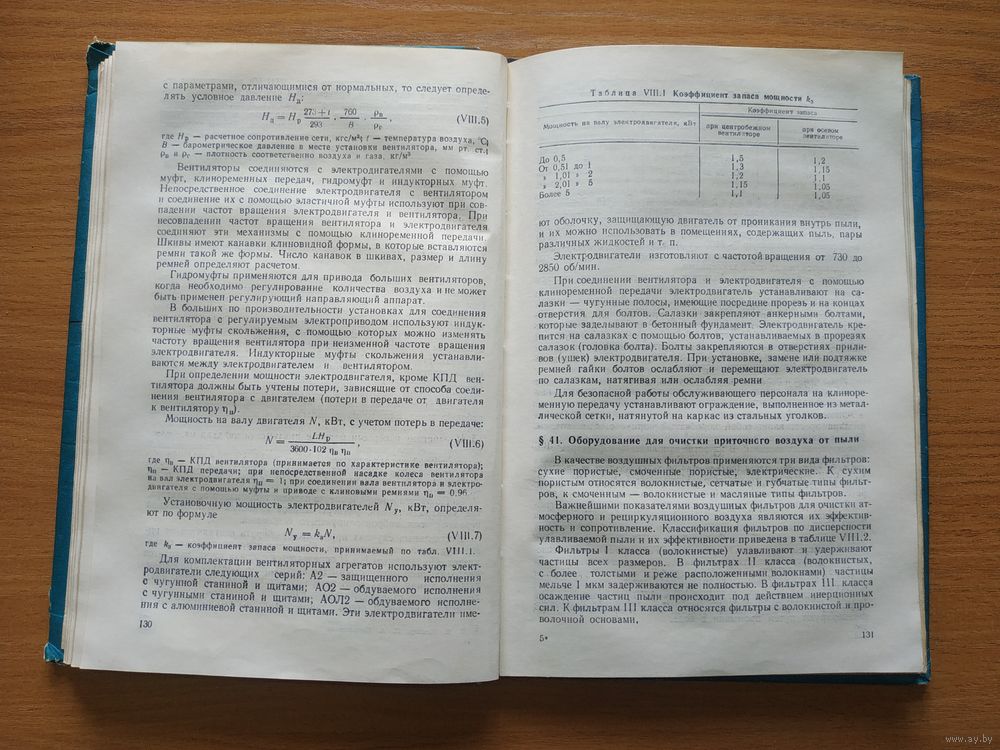 с параметрами, отличающимися от нормальных, то следует опреде-
лять условное давление Hа:
Hц = Hр 273+t/293 · 760/B · ρв/ρг , (VIII.5)
где Hр — расчетное сопротивление сети, кгс/м²; t — температура воздуха, °C;
B — барометрическое давление в месте установки вентилятора, мм рт. ст.;
ρв и ρг — плотность соответственно воздуха и газа, кг/м³
Вентиляторы соединяются с электродвигателями с помощью
муфт, клиноременных передач, гидромуфт и индукторных муфт.
Непосредственное соединение электродвигателя с вентилятором
и соединение их с помощью эластичной муфты используют при сов-
падении частот вращения электродвигателя и вентилятора. При
несовпадении частот вращения вентилятора и электродвигателя
соединяют эти механизмы с помощью клиноременной передачи.
Шкивы имеют канавки клиновидной формы, в которые вставляются
ремни такой же формы. Число канавок в шкивах, размер и длину
ремней определяют расчетом.
Гидромуфты применяются для привода больших вентиляторов,
когда необходимо регулирование количества воздуха и не может
быть применен регулирующий направляющий аппарат.
В больших по производительности установках для соединения
вентилятора с регулируемым электроприводом используют индук-
торные муфты скольжения, с помощью которых можно изменять
частоту вращения вентилятора при неизменной частоте вращения
электродвигателя. Индукторные муфты скольжения устанавли-
ваются между электродвигателем и вентилятором.
При определении мощности электродвигателя, кроме КПД вен-
тилятора должны быть учтены потери, зависящие от способа соеди-
нения вентилятора с двигателем (потери в передаче от двигателя
к вентилятору ηп).
Мощность на валу двигателя N, кВт, с учетом потерь в передаче:
N = LHр/3600·102 ηв ηп , (VIII.6)
где ηв — КПД вентилятора (принимается по характеристике вентилятора);
ηп — КПД передачи; при непосредственной насадке колеса вентилятора
на вал электродвигателя ηп = 1; при соединении вала вентилятора и электро-
двигателя с помощью муфты и приводе с клиновыми ремнями ηп = 0,96.
Установочную мощность электродвигателей Nу, кВт, определя-
ют по формуле
Nу = kзN, (VIII.7)
где kз — коэффициент запаса мощности, принимаемый по табл. VIII.1.
Для комплектации вентиляторных агрегатов используют элект-
родвигатели следующих серий: А2 — защищенного исполнения
с чугунной станиной и щитами; АО2 — обдуваемого исполнения
с чугунными станиной и щитами; АОЛ2 — обдуваемого исполне-
ния с алюминиевой станиной и щитами. Эти электродвигатели име-
130
Таблица VIII.1 Коэффициент запаса мощности kз
Мощность на валу электродвигателя, кВт
Коэффициент запаса
при центробежном вентиляторе
при осевом вентиляторе
До 0,5 1,5 1,2
От 0,51 до 1 1,3 1,15
» 1,01 » 2 1,2 1,1
» 2,01 » 5 1,15 1,05
Более 5 1,1 1,05
ют оболочку, защищающую двигатель от проникания внутрь пыли,
и их можно использовать в помещениях, содержащих пыль, пары
различных жидкостей и т. п.
Электродвигатели изготовляют с частотой вращения от 730 до
2850 об/мин.
При соединении вентилятора и электродвигателя с помощью
клиноременной передачи электродвигатель устанавливают на са-
лазки — чугунные полосы, имеющие посредине прорезь и на концах
отверстия для болтов. Салазки закрепляют анкерными болтами,
которые заделывают в бетонный фундамент. Электродвигатель кре-
пится на салазках с помощью болтов, устанавливаемых в прорезях
салазок (головка болта). Болты закрепляются в отверстиях прили-
вов (ушек) электродвигателя. При установке, замене или подтяжке
ремней гайки болтов ослабляют и перемещают электродвигатель
по салазкам, натягивая или ослабляя ремни
Для безопасной работы обслуживающего персонала на клиноре-
менную передачу устанавливают ограждение, выполненное из метал-
лической сетки, натянутой на каркас из стальных уголков.
§ 41. Оборудование для очистки приточного воздуха от пыли
В качестве воздушных фильтров применяются три вида фильтров:
сухие пористые, смоченные пористые, электрические. К сухим
пористым относятся волокнистые, сетчатые и губчатые типы фильт-
ров, к смоченным — волокнистые и масляные типы фильтров.
Важнейшими показателями воздушных фильтров для очистки ат-
мосферного и рециркуляционного воздуха являются их эффектив-
ность и сопротивление. Классификация фильтров по дисперсности
улавливаемой пыли и их эффективности приведена в таблице VIII.2.
Фильтры I класса (волокнистые) улавливают и удерживают
частицы всех размеров. В фильтрах II класса (волокнистых,
с более толстыми и реже расположенными волокнами) частицы
мельче 1 мкм задерживаются не полностью. В фильтрах III класса
осаждение частиц пыли происходит под действием инерционных
сил. К фильтрам III класса относятся фильтры с волокнистой и про-
волочной основами,
5*
131
www.ay.by